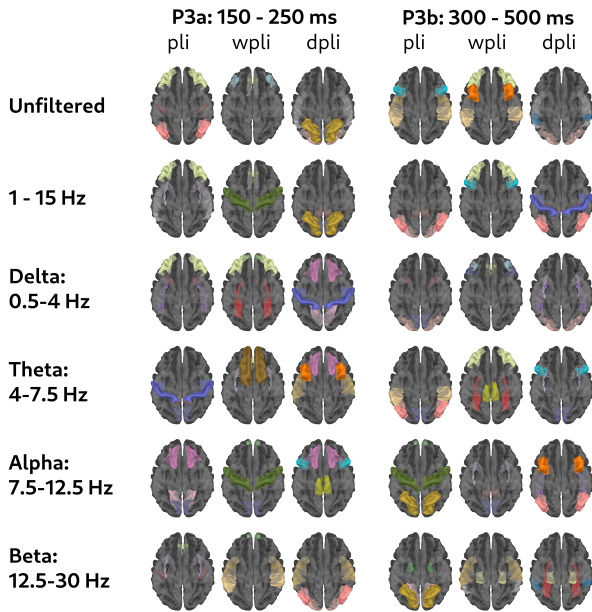 P3a: 150 - 250 ms P3b: 300 - 500 ms
pli wpli dpli pli wpli dpli
Unfiltered
1 - 15 Hz
Delta:
0.5-4 Hz
Theta:
4-7.5 Hz
Alpha:
7.5-12.5 Hz
Beta:
12.5-30 Hz